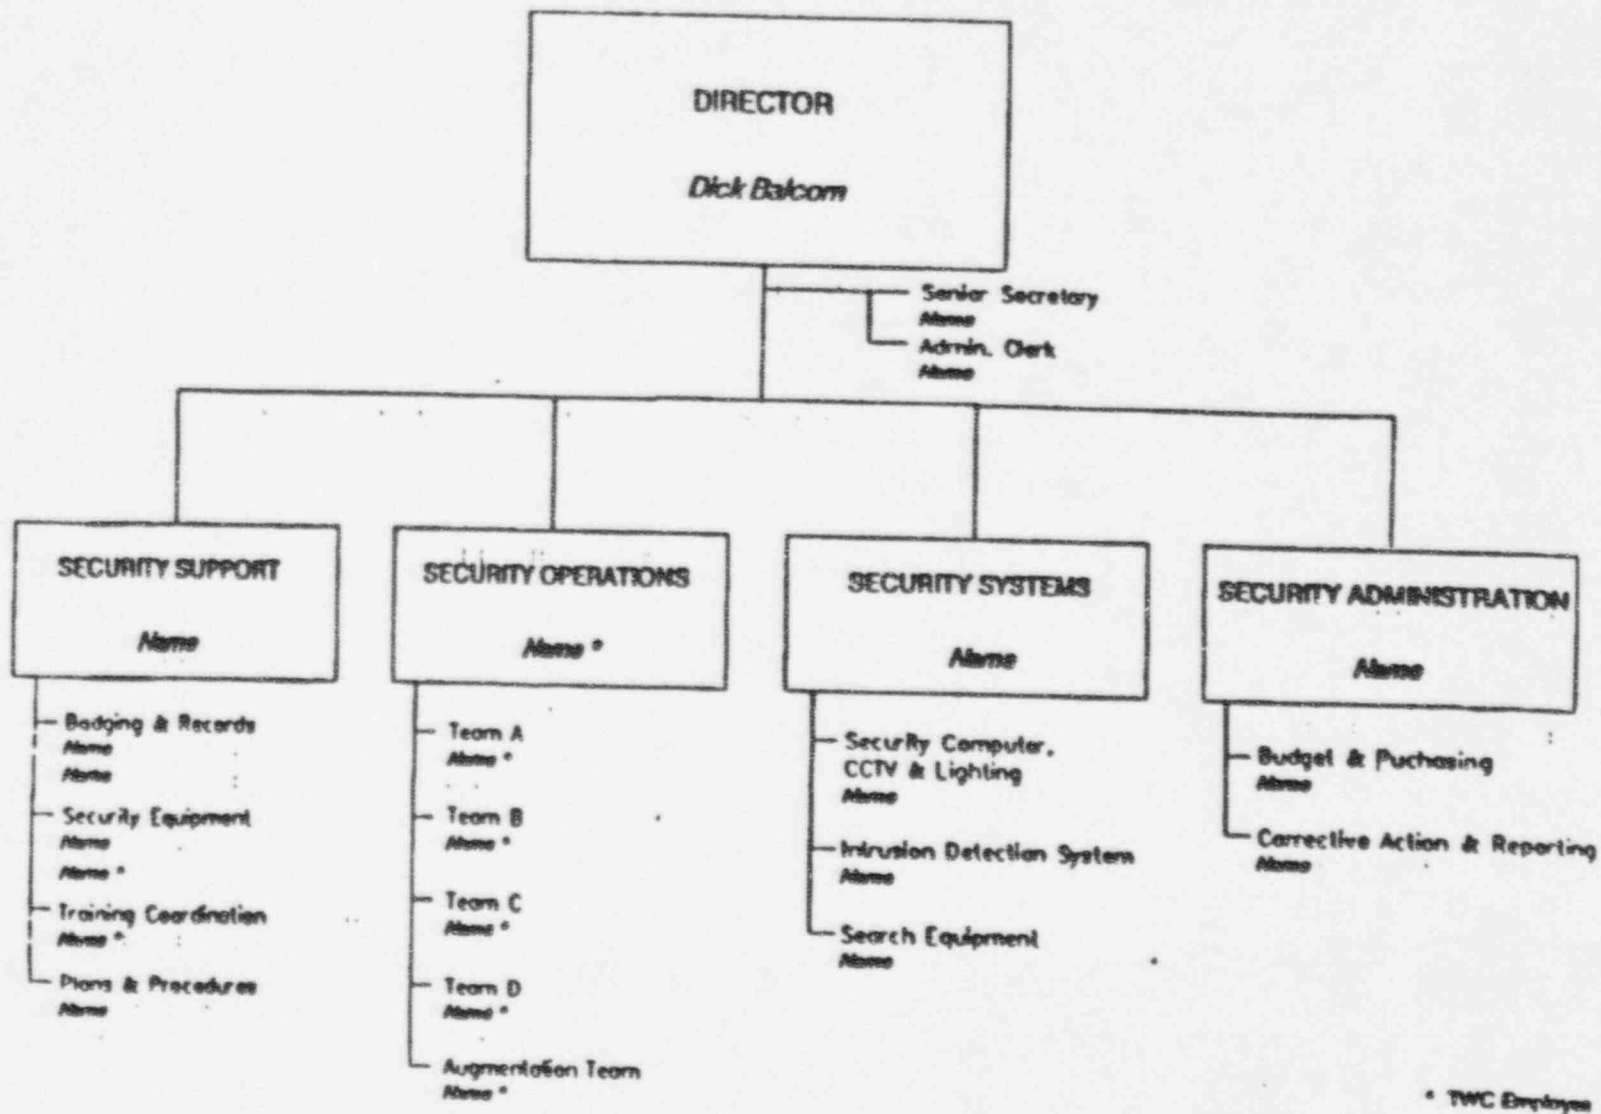 DIRECTOR
Dick Balcom
Senior Secretary
Name
Admin. Clerk
Name
SECURITY SUPPORT
Name
Badging & Records
Name
Name
Security Equipment
Name
Name *
Training Coordination
Name *
Plans & Procedures
Name
SECURITY OPERATIONS
Name *
Team A
Name *
Team B
Name *
Team C
Name *
Team D
Name *
Augmentation Team
Name *
SECURITY SYSTEMS
Name
Security Computer,
CCTV & Lighting
Name
Intrusion Detection System
Name
Search Equipment
Name
SECURITY ADMINISTRATION
Name
Budget & Puchasing
Name
Corrective Action & Reporting
Name
* TWC Employee